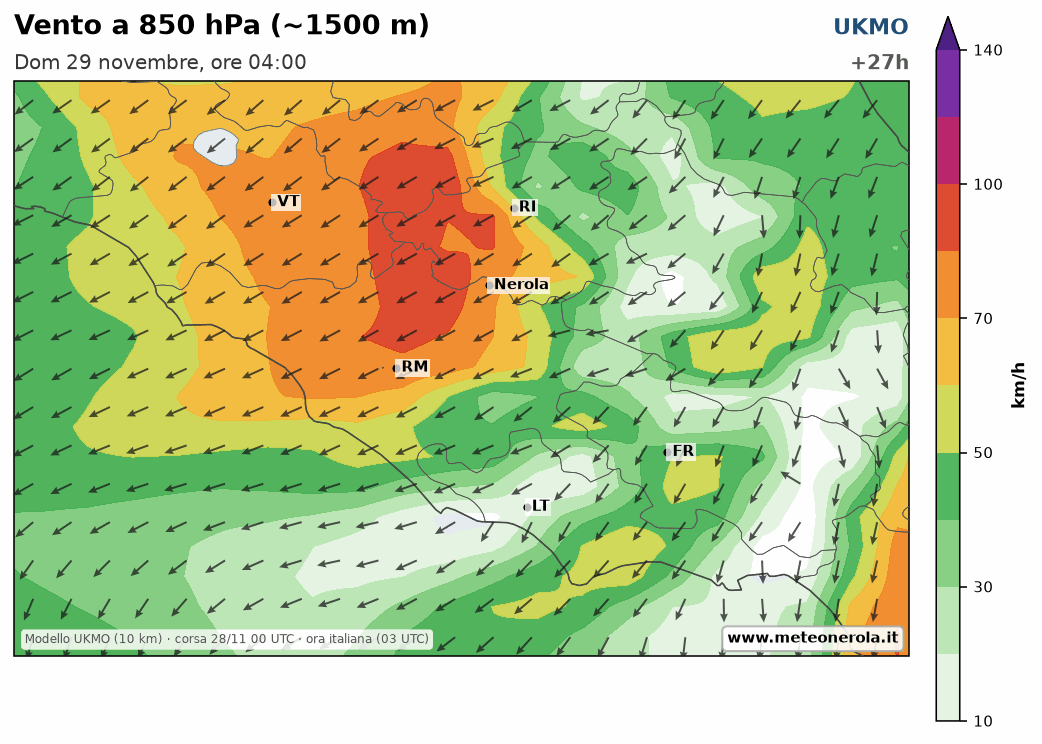 Vento a 850 hPa (~1500 m)
UKMO
Dom 29 novembre, ore 04:00
+27h
140
100
70
50
30
10
km/h
VT
RI
Nerola
RM
FR
LT
Modello UKMO (10 km) · corsa 28/11 00 UTC · ora italiana (03 UTC)
www.meteonerola.it